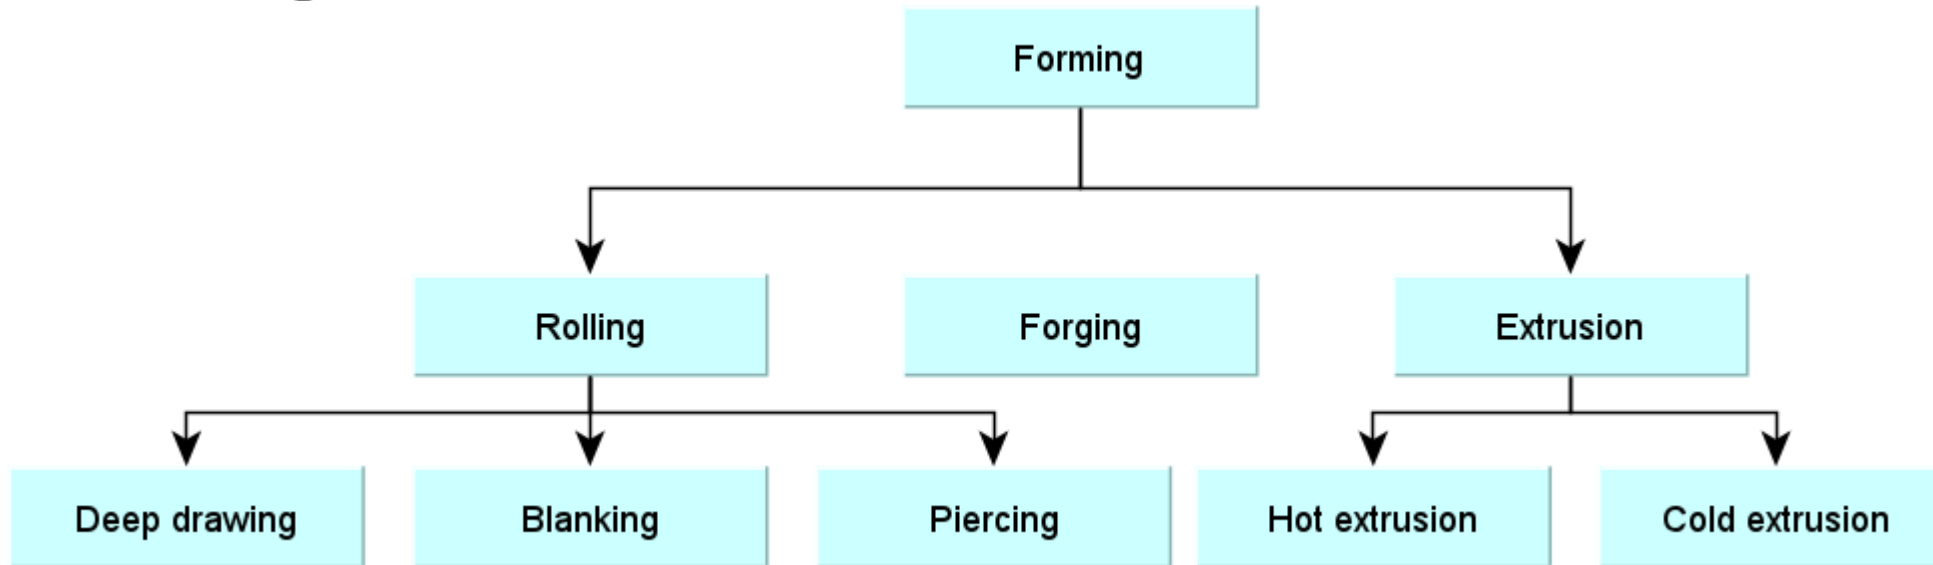 Forming
Rolling
Forging
Extrusion
Deep drawing
Blanking
Piercing
Hot extrusion
Cold extrusion